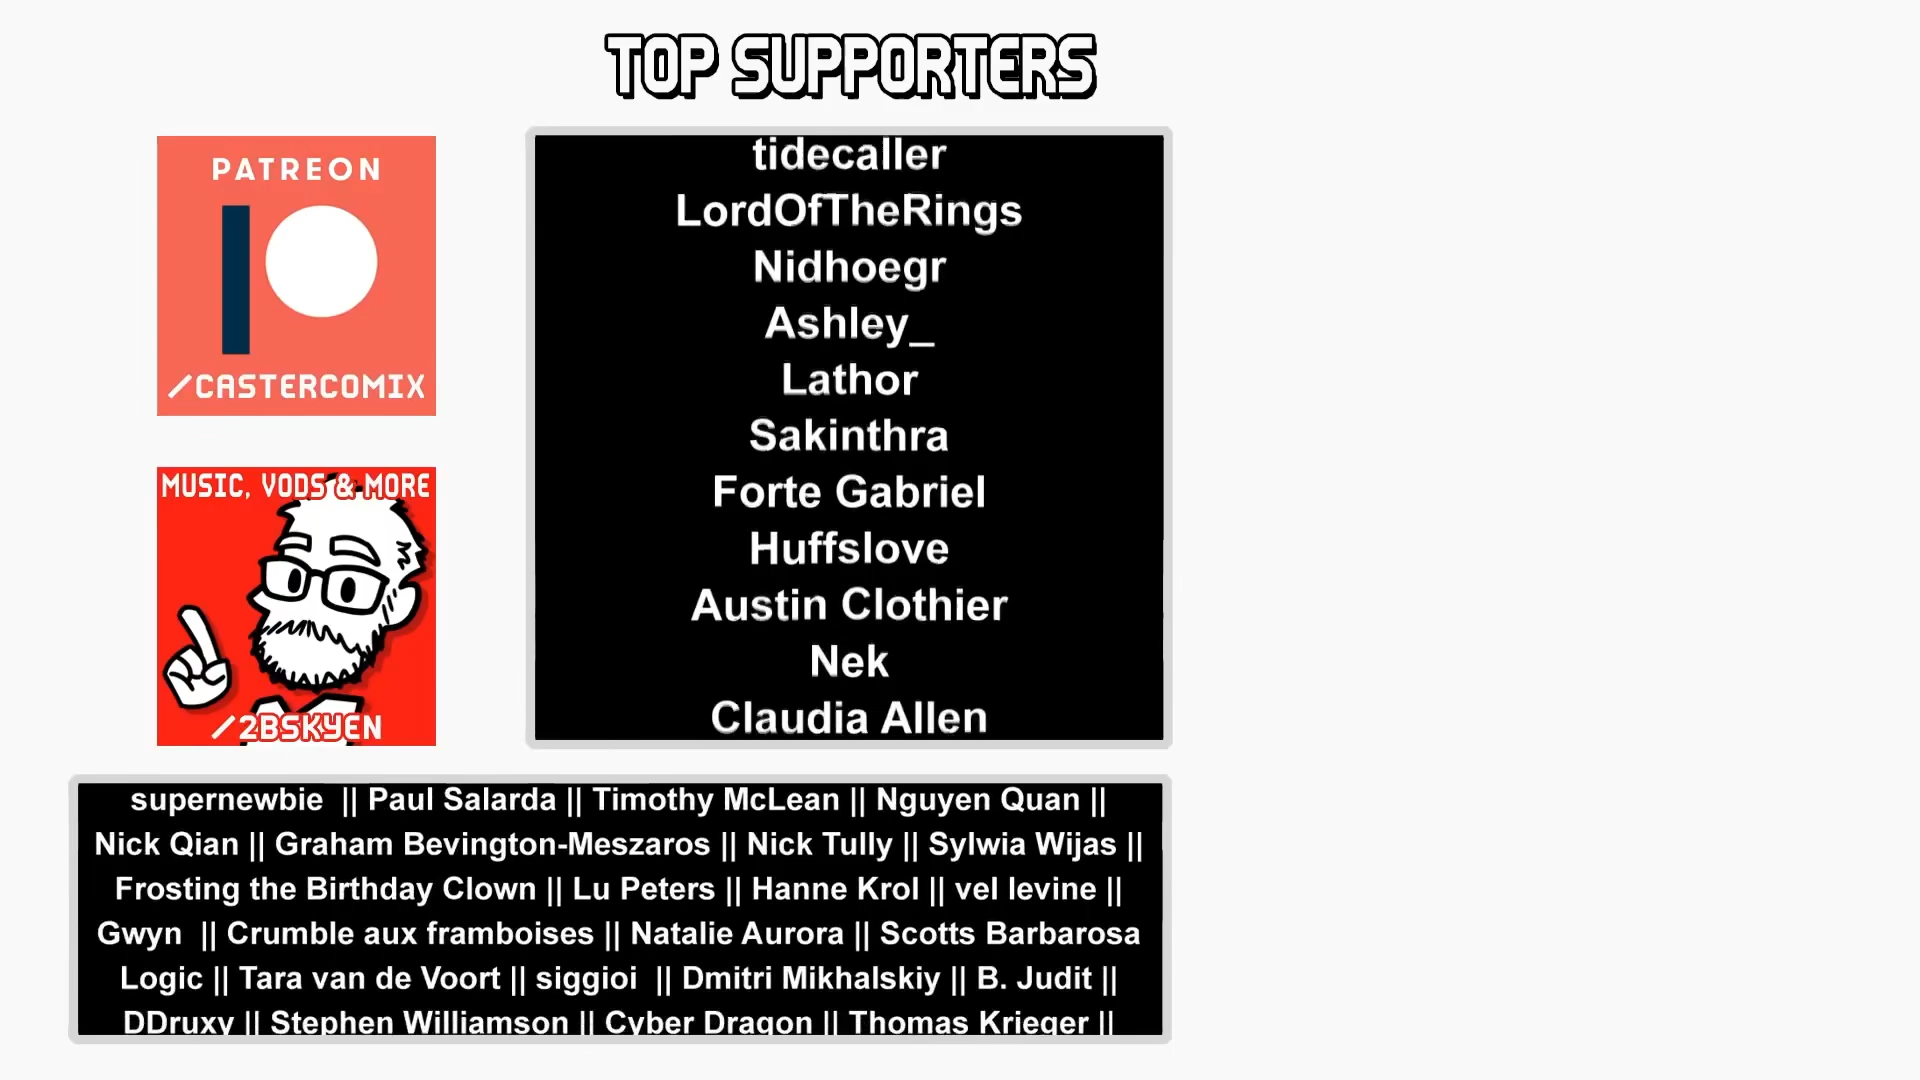 TOP SUPPORTERS
PATREON
/CASTERCOMIX
tidecaller
LordOfTheRings
Nidhoegr
Ashley_
Lathor
Sakinthra
Forte Gabriel
Huffslove
Austin Clothier
Nek
Claudia Allen
MUSIC, VODS & MORE
/2BSKYEN
supernewbie  || Paul Salarda || Timothy McLean || Nguyen Quan ||
Nick Qian || Graham Bevington-Meszaros || Nick Tully || Sylwia Wijas ||
Frosting the Birthday Clown || Lu Peters || Hanne Krol || vel levine ||
Gwyn  || Crumble aux framboises || Natalie Aurora || Scotts Barbarosa
Logic || Tara van de Voort || siggioi  || Dmitri Mikhalskiy || B. Judit ||
DDruxy || Stephen Williamson || Cyber Dragon || Thomas Krieger ||